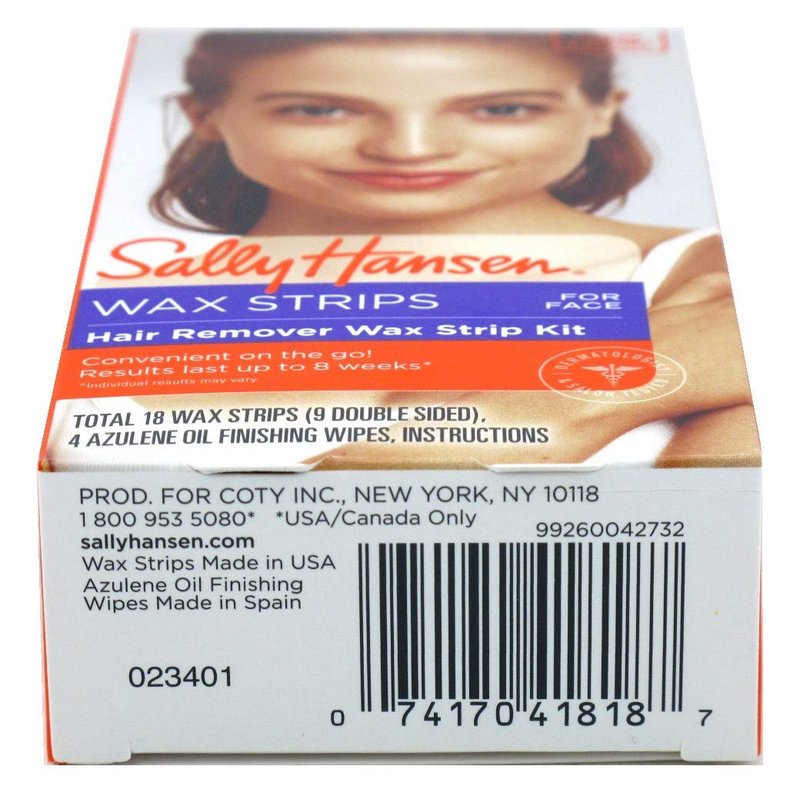 Sally Hansen®
WAX STRIPS
FOR
FACE
Hair Remover Wax Strip Kit
Convenient on the go!
Results last up to 8 weeks*
*Individual results may vary
DERMATOLOGIST
& SALON TESTED
TOTAL 18 WAX STRIPS (9 DOUBLE SIDED),
4 AZULENE OIL FINISHING WIPES, INSTRUCTIONS
PROD. FOR COTY INC., NEW YORK, NY 10118
1 800 953 5080* *USA/Canada Only
99260042732
sallyhansen.com
Wax Strips Made in USA
Azulene Oil Finishing
Wipes Made in Spain
023401
0 74170 41818 7